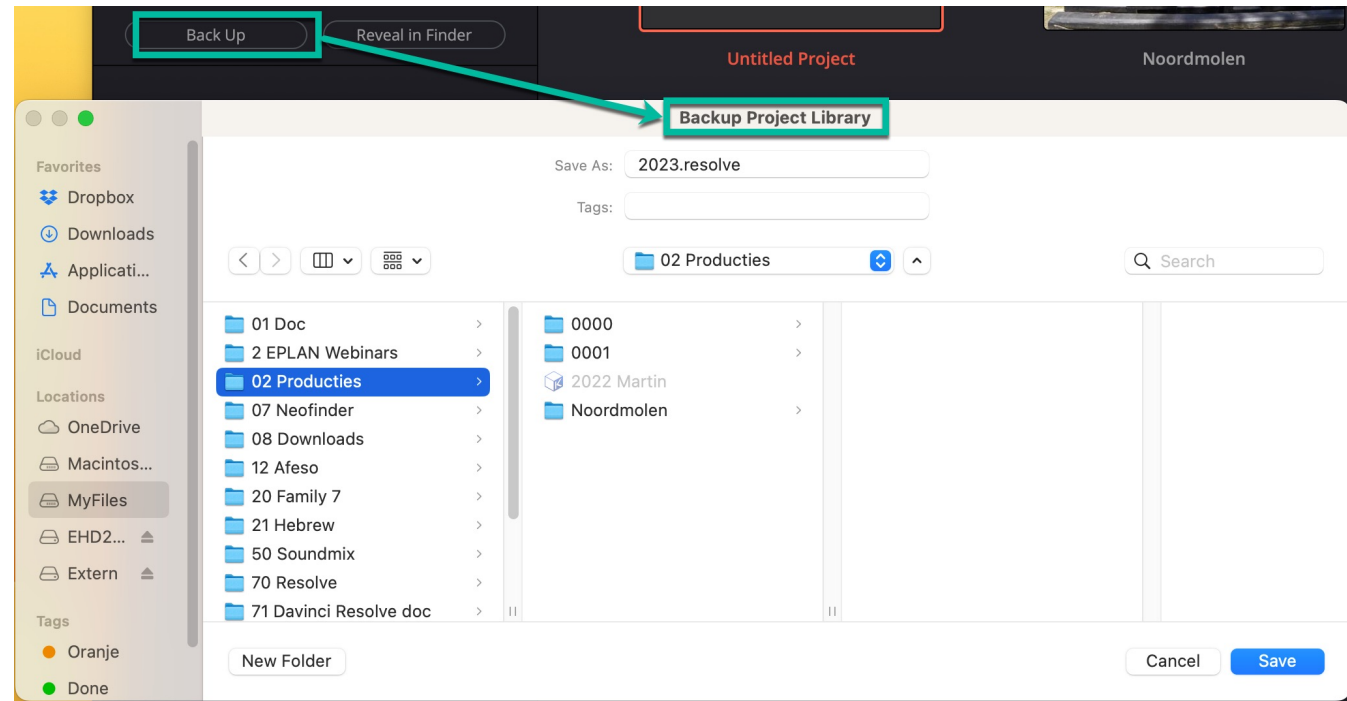 Back Up
Reveal in Finder
Untitled Project
Noordmolen
Backup Project Library
Favorites
Dropbox
Downloads
Applicati...
Documents
iCloud
Locations
OneDrive
Macintos...
MyFiles
EHD2...
Extern
Tags
Oranje
Done
Save As: 2023.resolve
Tags:
02 Producties
Search
01 Doc
2 EPLAN Webinars
02 Producties
07 Neofinder
08 Downloads
12 Afeso
20 Family 7
21 Hebrew
50 Soundmix
70 Resolve
71 Davinci Resolve doc
0000
0001
2022 Martin
Noordmolen
New Folder
Cancel
Save